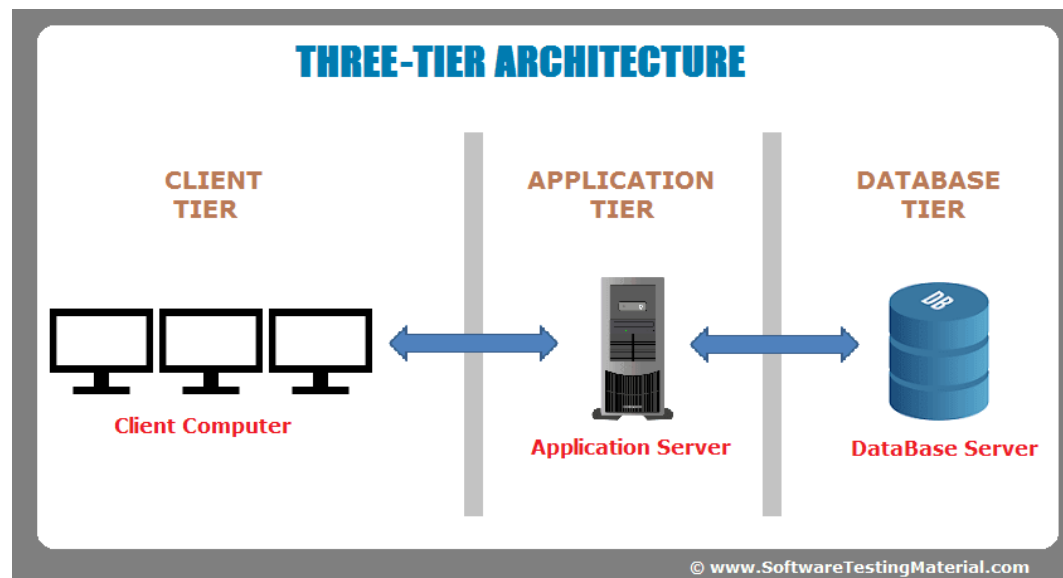 THREE-TIER ARCHITECTURE
CLIENT
TIER
APPLICATION
TIER
DATABASE
TIER
DB
Client Computer
Application Server
DataBase Server
© www.SoftwareTestingMaterial.com